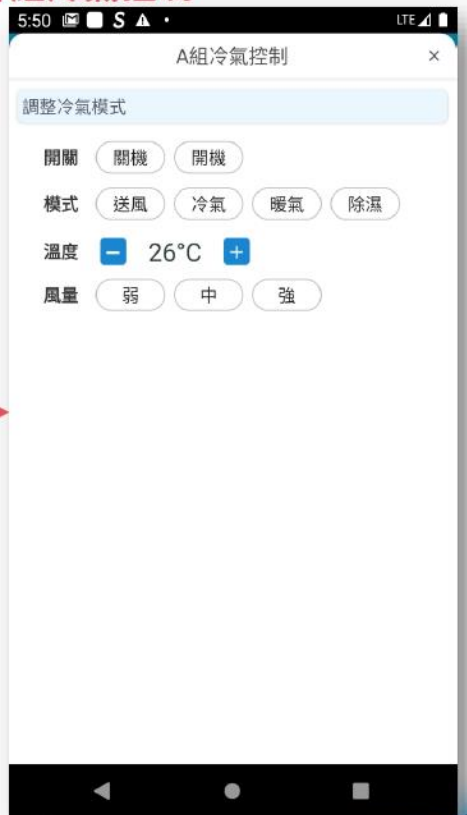 5:50 S LTE
A組冷氣控制 ×
調整冷氣模式
開關 關機 開機
模式 送風 冷氣 暖氣 除濕
溫度 − 26°C +
風量 弱 中 強